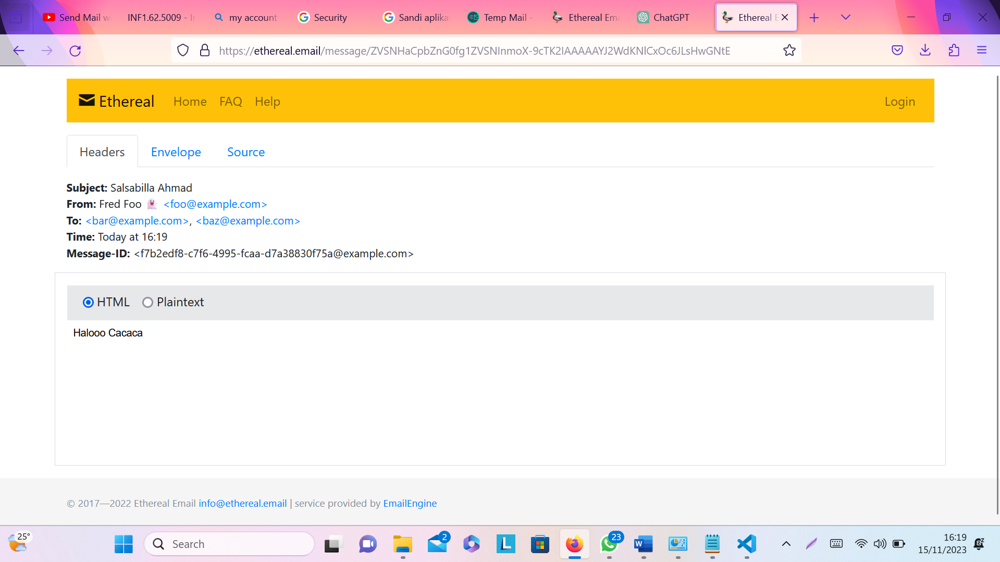 Send Mail wi
INF1.62.5009 - In
my account
Security
Sandi aplika
Temp Mail -
Ethereal Ema
ChatGPT
Ethereal E
https://ethereal.email/message/ZVSNHaCpbZnG0fg1ZVSNInmoX-9cTK2IAAAAAYJ2WdKNlCxOc6JLsHwGNtE
Ethereal Home FAQ Help Login
Headers Envelope Source
Subject: Salsabilla Ahmad
From: Fred Foo 👻 <foo@example.com>
To: <bar@example.com>, <baz@example.com>
Time: Today at 16:19
Message-ID: <f7b2edf8-c7f6-4995-fcaa-d7a38830f75a@example.com>
HTML Plaintext
Halooo Cacaca
© 2017—2022 Ethereal Email info@ethereal.email | service provided by EmailEngine
25°
Search
2
L
23
W
16:19
15/11/2023